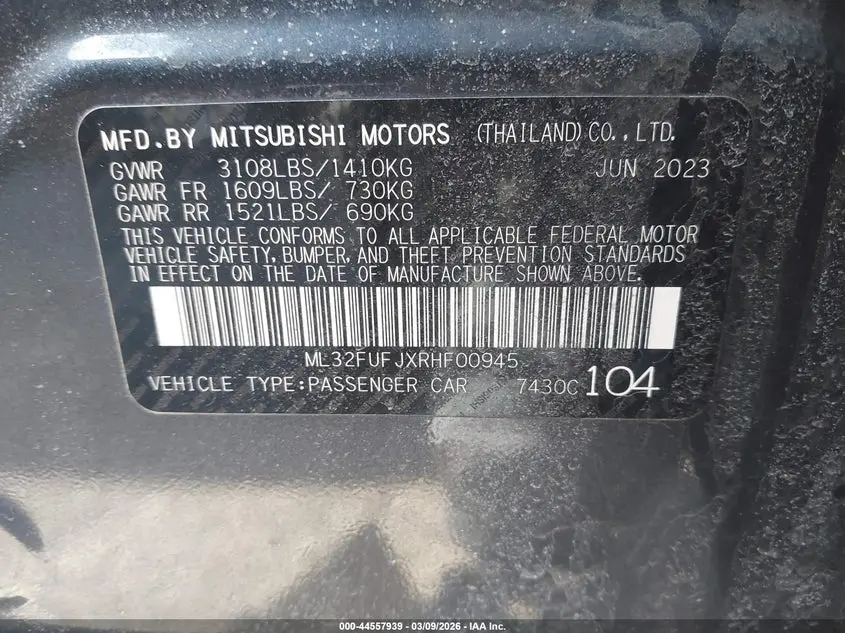 MFD.BY MITSUBISHI MOTORS (THAILAND)CO.,LTD.
GVWR 3108LBS/1410KG JUN 2023
GAWR FR 1609LBS/ 730KG
GAWR RR 1521LBS/ 690KG
THIS VEHICLE CONFORMS TO ALL APPLICABLE FEDERAL MOTOR
VEHICLE SAFETY, BUMPER, AND THEFT PREVENTION STANDARDS
IN EFFECT ON THE DATE OF MANUFACTURE SHOWN ABOVE.
ML32FUFJXRHF00945
VEHICLE TYPE:PASSENGER CAR 7430C 104
000-44557939 - 03/09/2026 - IAA Inc.